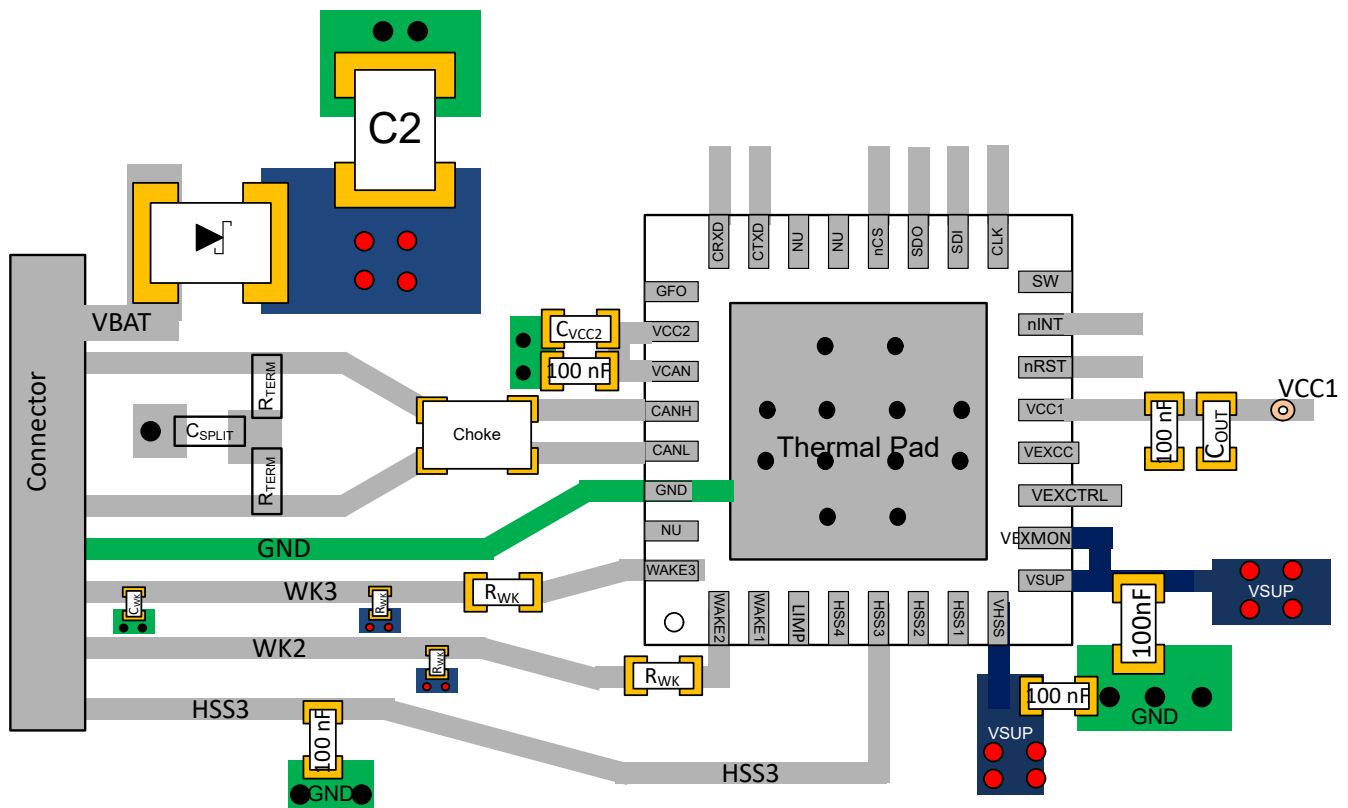 C2
CRXD
CTXD
NU
NU
nCS
SDO
SDI
CLK
Connector
VBAT
GFO
VCC2
VCAN
CANH
CANL
GND
NU
WAKE3
SW
nINT
nRST
VCC1
VEXCC
VEXCTRL
VEXMON
VSUP
WAKE2
WAKE1
LIMP
HSS4
HSS3
HSS2
HSS1
VHSS
Thermal Pad
CVCC2
100 nF
RTERM
CSPLIT
RTERM
Choke
VCC1
100 nF
COUT
GND
WK3
CWK
RWK
RWK
WK2
RWK
RWK
HSS3
100 nF
GND
HSS3
VSUP
100nF
100 nF
GND
VSUP